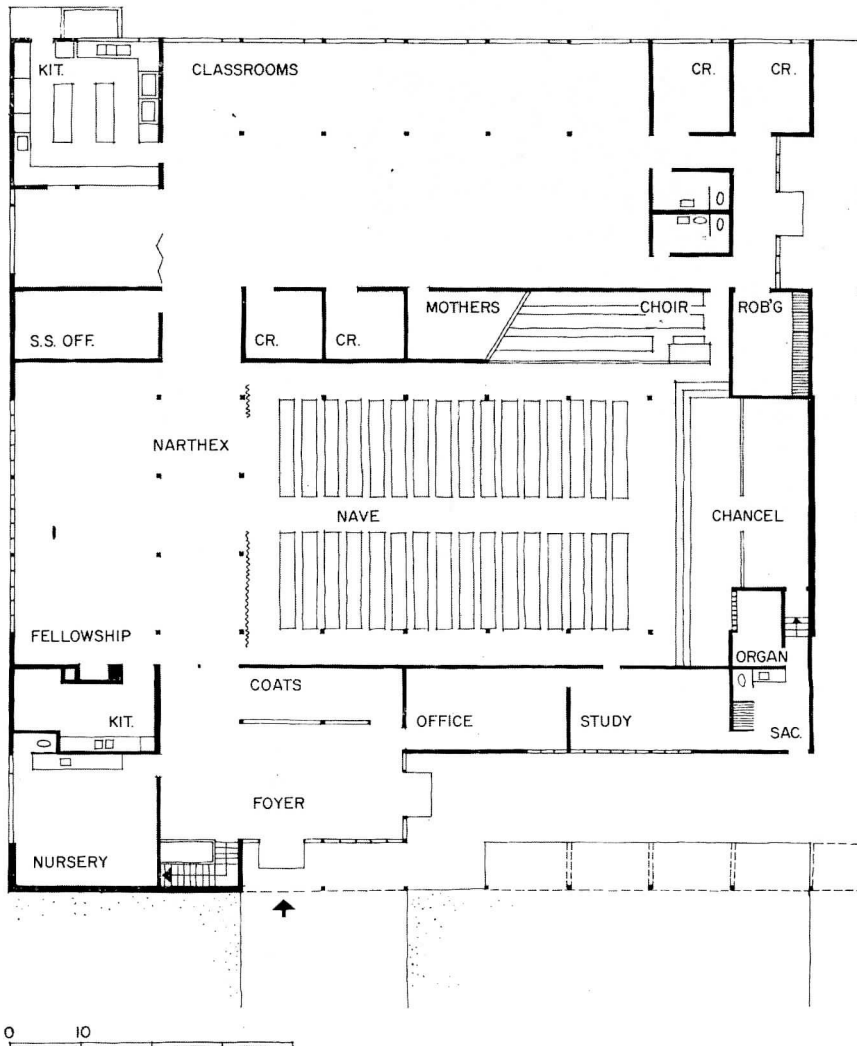 KIT. CLASSROOMS CR. CR.
MOTHERS CHOIR ROB'G
S.S. OFF. CR. CR.
NARTHEX
NAVE CHANCEL
FELLOWSHIP
ORGAN
COATS
KIT. OFFICE STUDY SAC.
FOYER
NURSERY
0 10